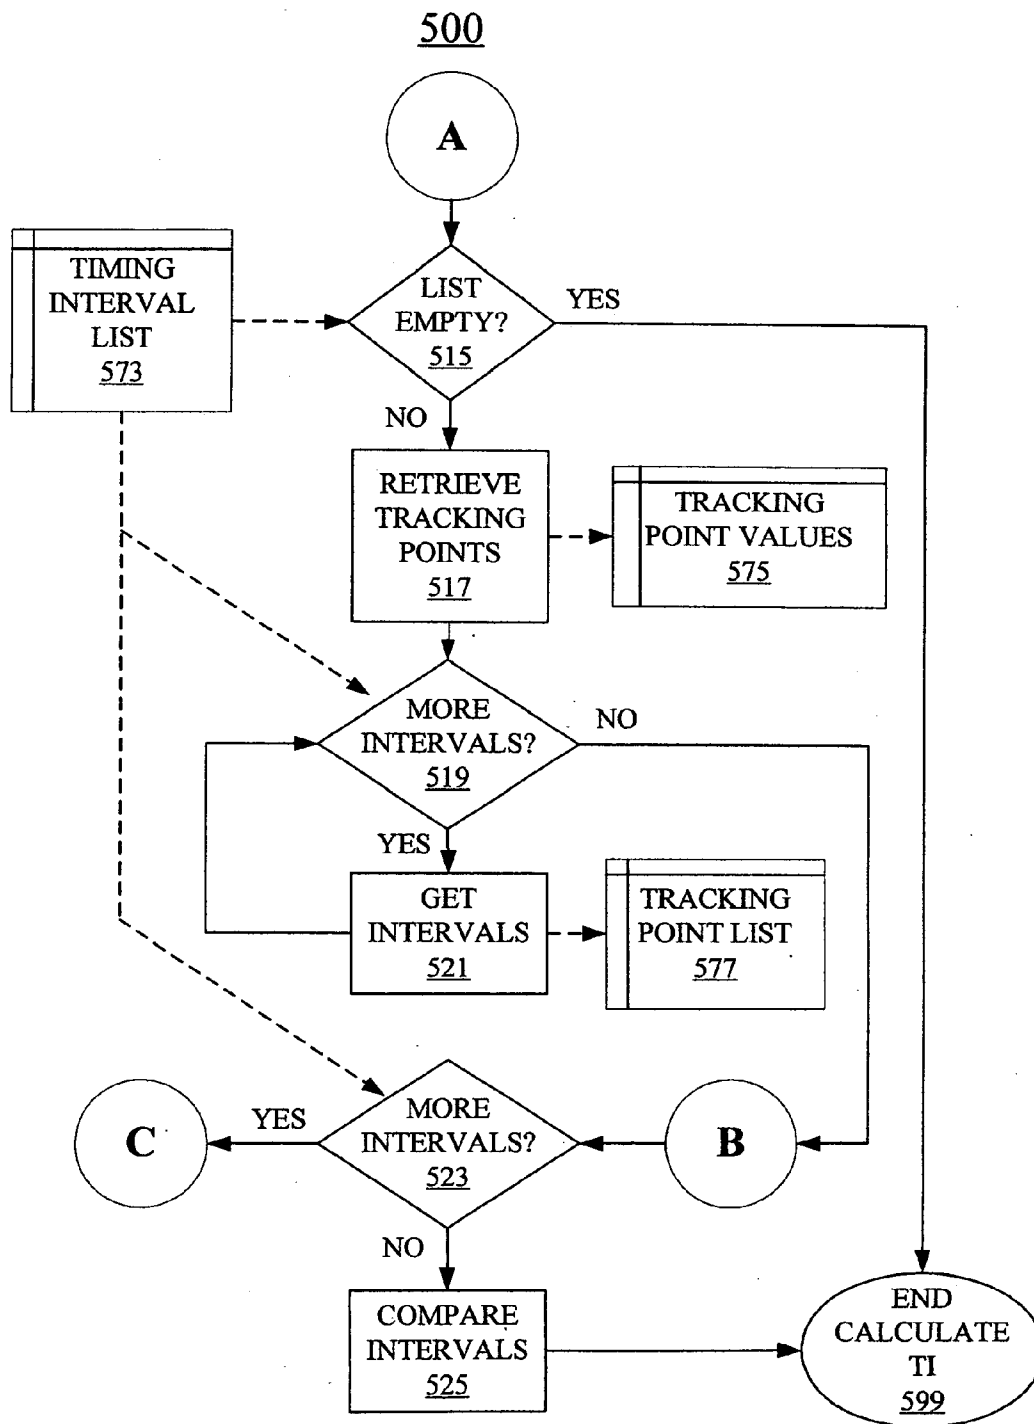 500
A
TIMING
INTERVAL
LIST
573
LIST
EMPTY?
515
YES
NO
RETRIEVE
TRACKING
POINTS
517
TRACKING
POINT VALUES
575
MORE
INTERVALS?
519
NO
YES
GET
INTERVALS
521
TRACKING
POINT LIST
577
C
YES
MORE
INTERVALS?
523
B
NO
COMPARE
INTERVALS
525
END
CALCULATE
TI
599